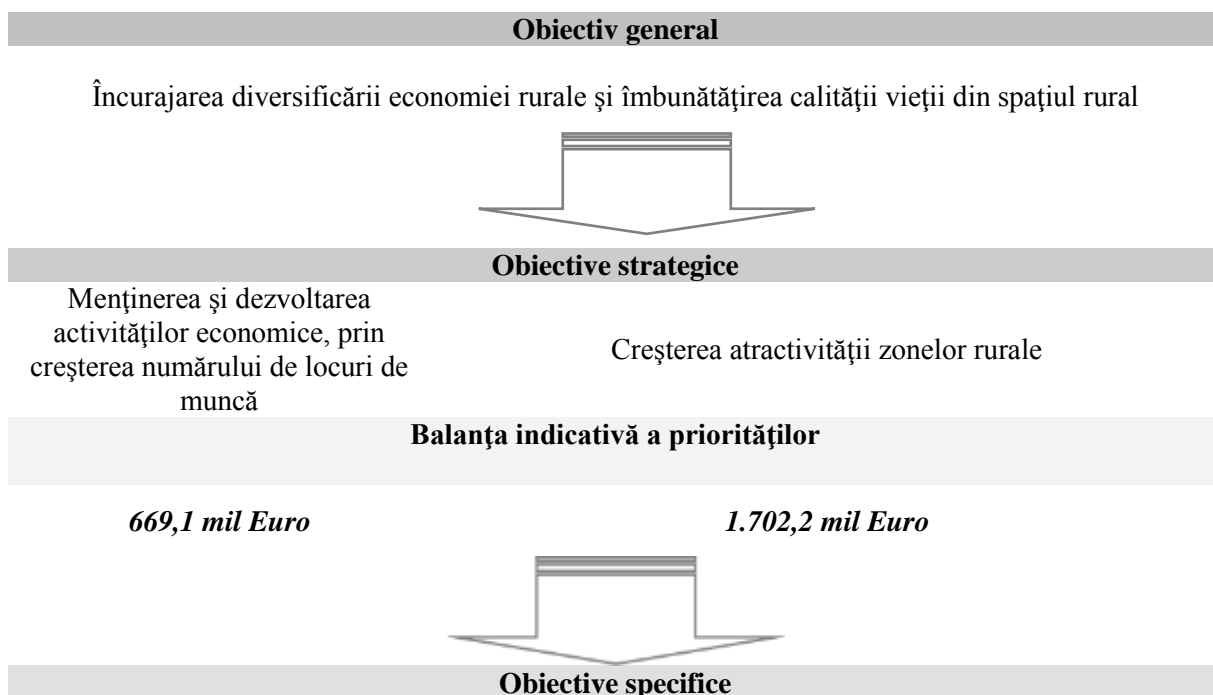 Obiectiv general
Încurajarea diversificării economiei rurale şi îmbunătăţirea calităţii vieţii din spaţiul rural
Obiective strategice
Menţinerea şi dezvoltarea
activităţilor economice, prin
creşterea numărului de locuri de
muncă
Creşterea atractivităţii zonelor rurale
Balanţa indicativă a priorităţilor
669,1 mil Euro
1.702,2 mil Euro
Obiective specifice